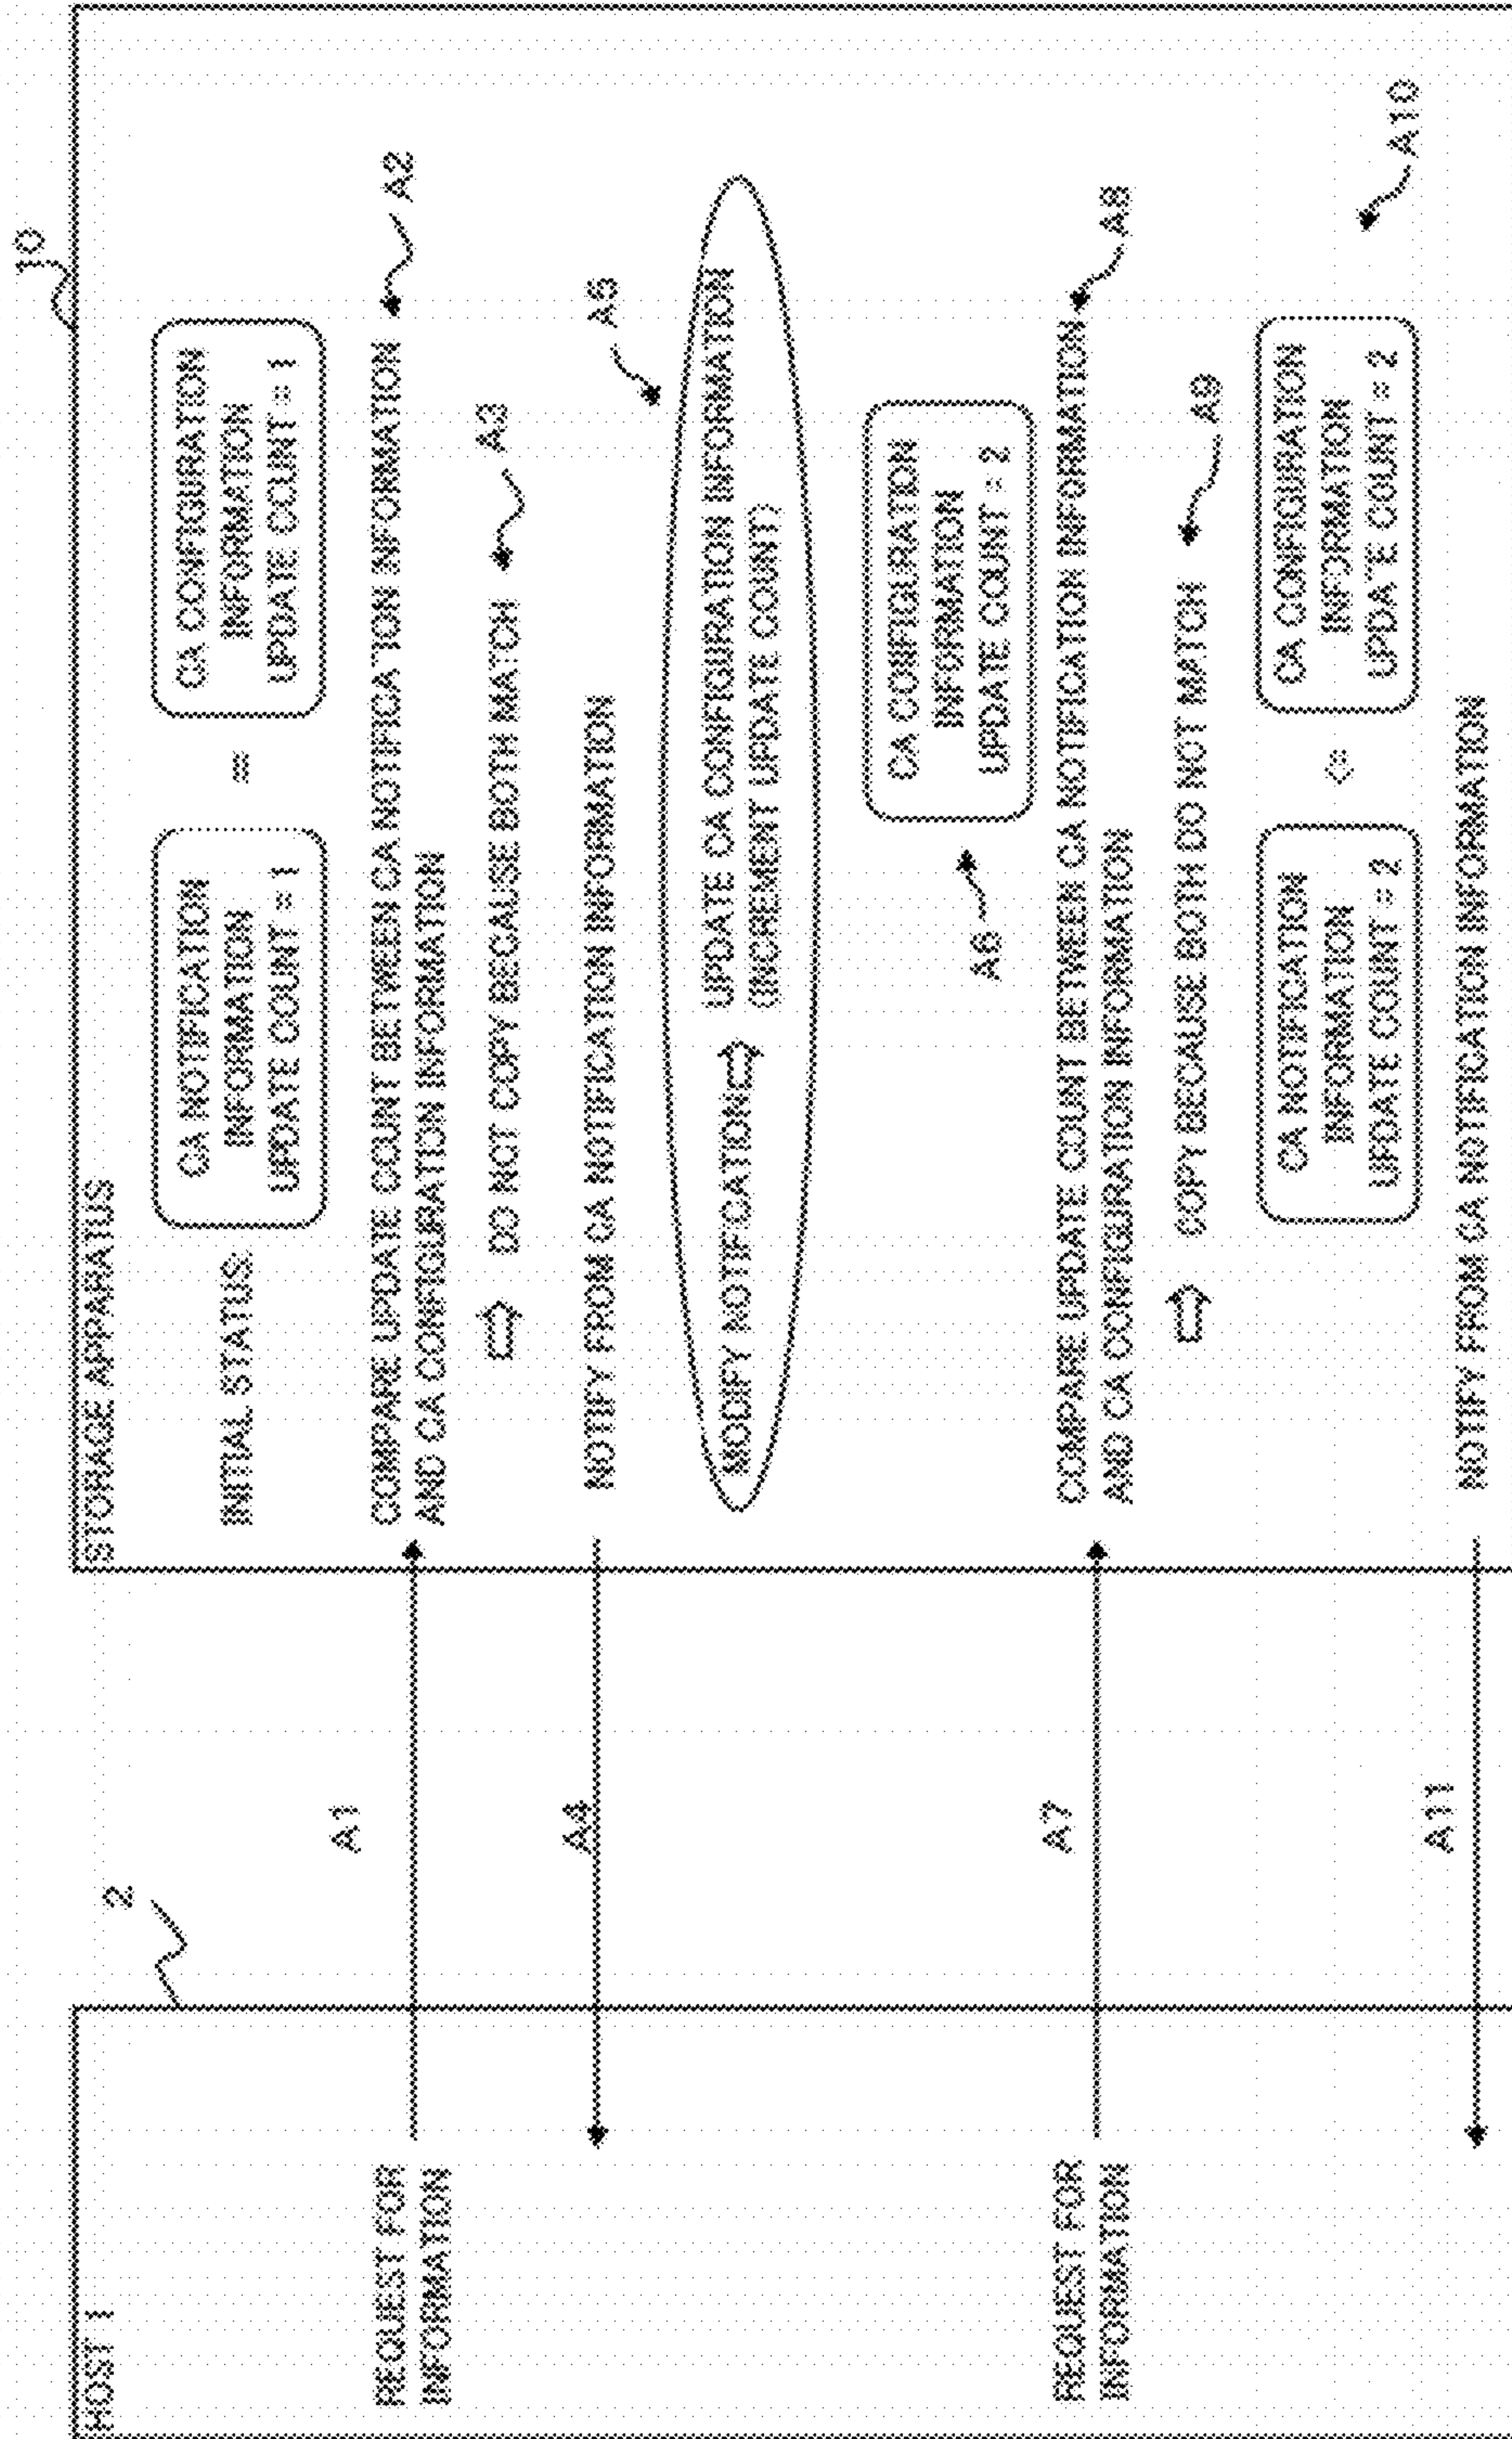 HOST 1
2
STORAGE APPARATUS
10
INITIAL STATUS:
CA NOTIFICATION
INFORMATION
UPDATE COUNT = 1
=
CA CONFIGURATION
INFORMATION
UPDATE COUNT = 1
REQUEST FOR
INFORMATION
A1
COMPARE UPDATE COUNT BETWEEN CA NOTIFICATION INFORMATION
AND CA CONFIGURATION INFORMATION
A2
DO NOT COPY BECAUSE BOTH MATCH
A3
A4
NOTIFY FROM CA NOTIFICATION INFORMATION
A5
MODIFY NOTIFICATION
UPDATE CA CONFIGURATION INFORMATION
(INCREMENT UPDATE COUNT)
A6
CA CONFIGURATION
INFORMATION
UPDATE COUNT = 2
REQUEST FOR
INFORMATION
A7
COMPARE UPDATE COUNT BETWEEN CA NOTIFICATION INFORMATION
AND CA CONFIGURATION INFORMATION
A8
COPY BECAUSE BOTH DO NOT MATCH
A9
CA NOTIFICATION
INFORMATION
UPDATE COUNT = 2
CA CONFIGURATION
INFORMATION
UPDATE COUNT = 2
A10
A11
NOTIFY FROM CA NOTIFICATION INFORMATION